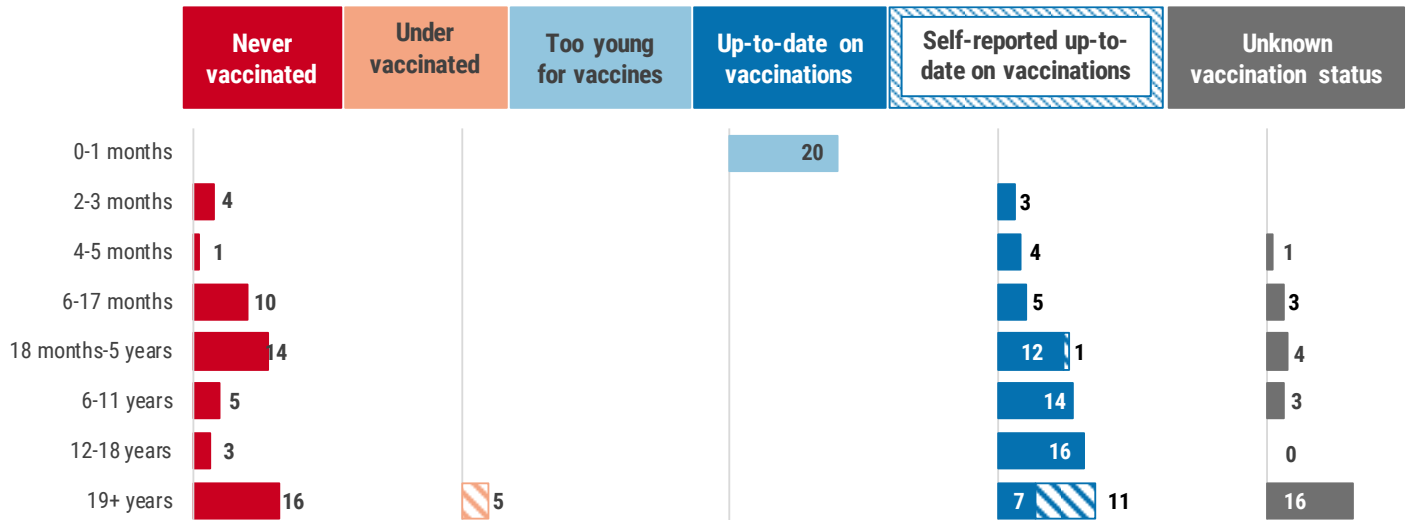 Never
vaccinated
Under
vaccinated
Too young
for vaccines
Up-to-date on
vaccinations
Self-reported up-to-
date on vaccinations
Unknown
vaccination status
0-1 months
20
2-3 months
4
3
4-5 months
1
4
1
6-17 months
10
5
3
18 months-5 years
14
12
1
4
6-11 years
5
14
3
12-18 years
3
16
0
19+ years
16
5
7
11
16